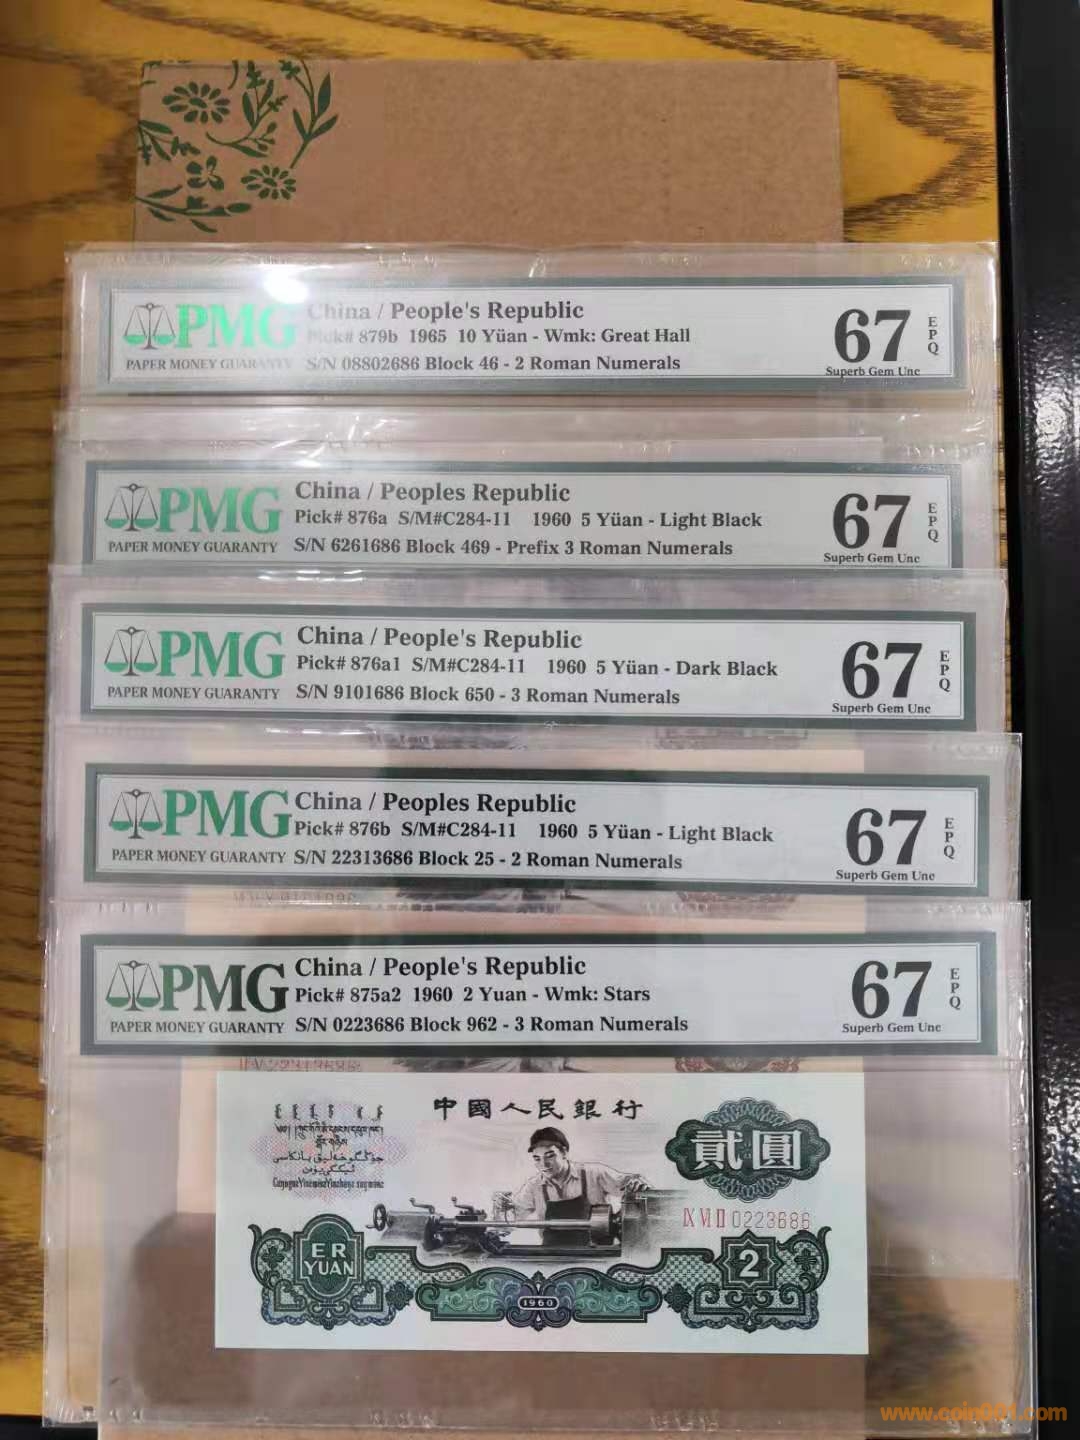 PMG
PAPER MONEY GUARANTY
China / People's Republic
Pick# 879b 1965 10 Yüan - Wmk: Great Hall
S/N 08802686 Block 46 - 2 Roman Numerals
67
EPQ
Superb Gem Unc
PMG
PAPER MONEY GUARANTY
China / Peoples Republic
Pick# 876a S/M#C284-11 1960 5 Yüan - Light Black
S/N 6261686 Block 469 - Prefix 3 Roman Numerals
67
EPQ
Superb Gem Unc
PMG
PAPER MONEY GUARANTY
China / People's Republic
Pick# 876a1 S/M#C284-11 1960 5 Yüan - Dark Black
S/N 9101686 Block 650 - 3 Roman Numerals
67
EPQ
Superb Gem Unc
PMG
PAPER MONEY GUARANTY
China / Peoples Republic
Pick# 876b S/M#C284-11 1960 5 Yüan - Light Black
S/N 22313686 Block 25 - 2 Roman Numerals
67
EPQ
Superb Gem Unc
PMG
PAPER MONEY GUARANTY
China / People's Republic
Pick# 875a2 1960 2 Yuan - Wmk: Stars
S/N 0223686 Block 962 - 3 Roman Numerals
67
EPQ
Superb Gem Unc
中國人民銀行
貳圓
IX VI II 0223686
ER
YUAN
2
1960
www.coin001.com